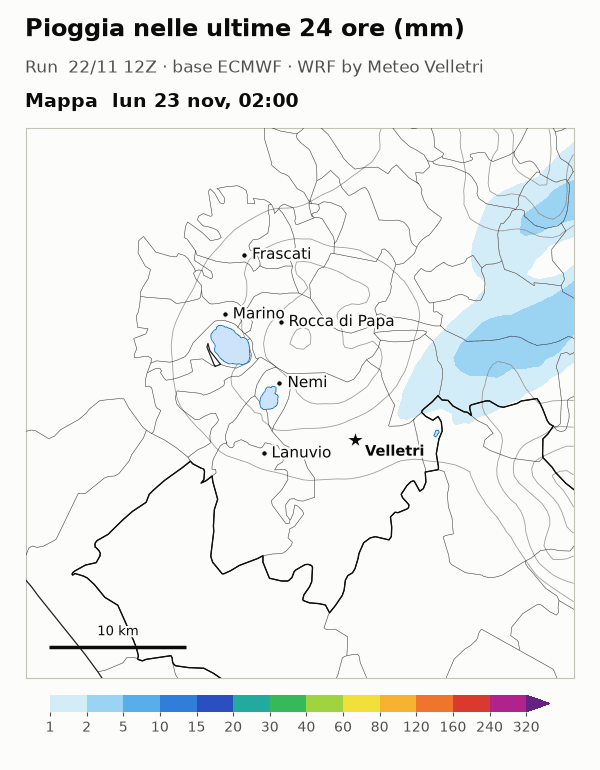 Pioggia nelle ultime 24 ore (mm)
Run 22/11 12Z · base ECMWF · WRF by Meteo Velletri
Mappa lun 23 nov, 02:00
Frascati
Marino
Rocca di Papa
Nemi
Velletri
Lanuvio
10 km
1 2 5 10 15 20 30 40 60 80 120 160 240 320